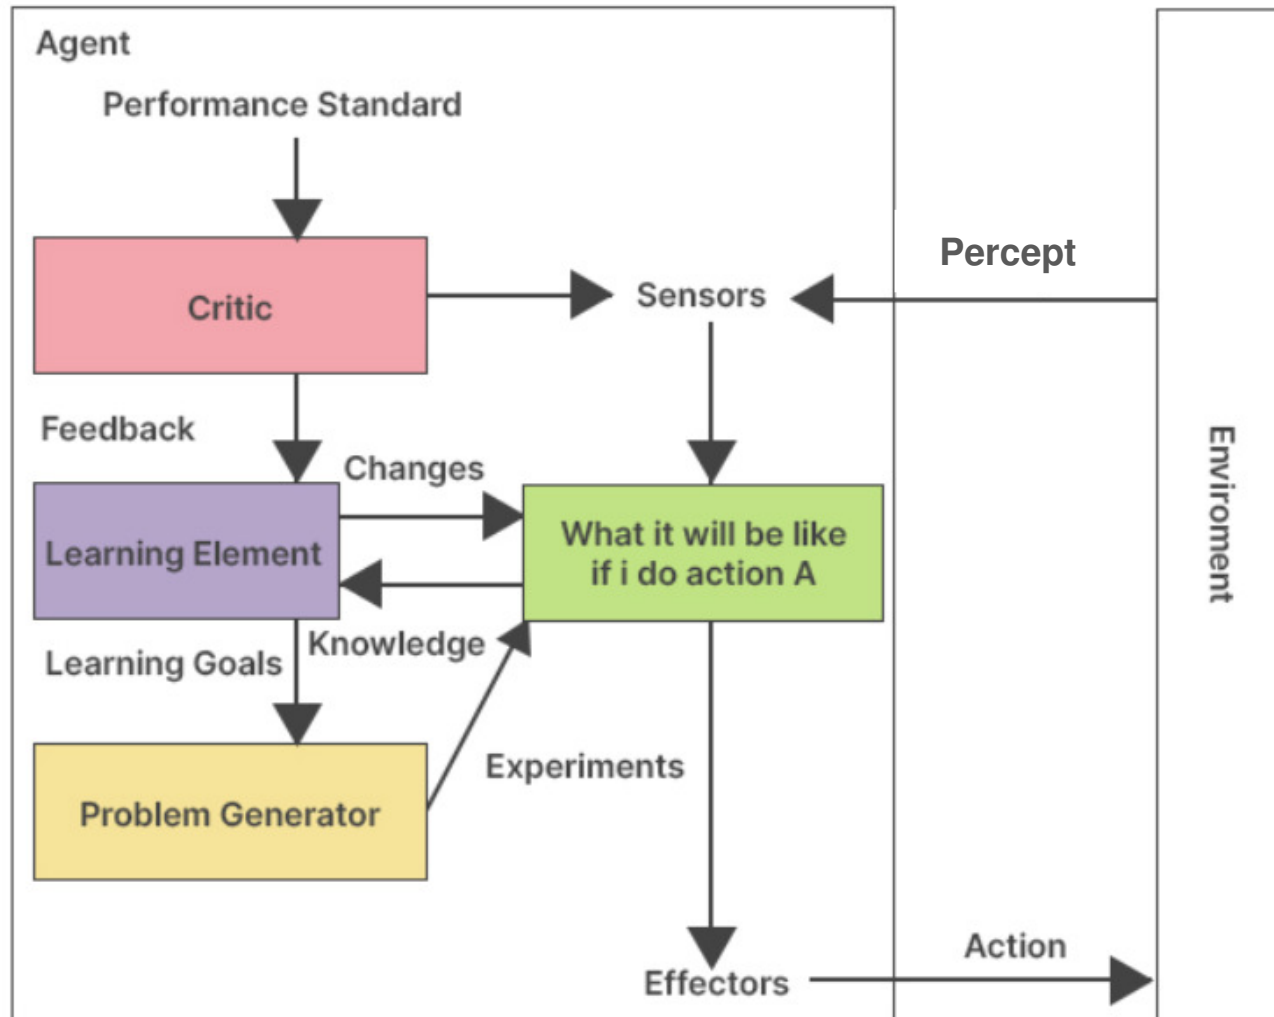 Agent
Performance Standard
Critic
Sensors
Percept
Feedback
Changes
Learning Element
What it will be like
if i do action A
Knowledge
Learning Goals
Experiments
Problem Generator
Effectors
Action
Enviroment